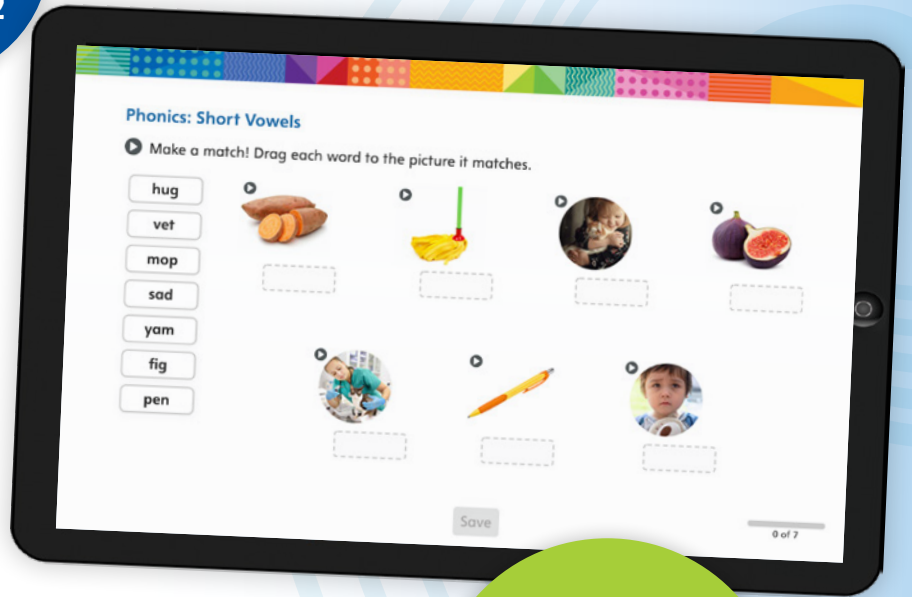 2
Phonics: Short Vowels
Make a match! Drag each word to the picture it matches.
hug
vet
mop
sad
yam
fig
pen
Save
0 of 7